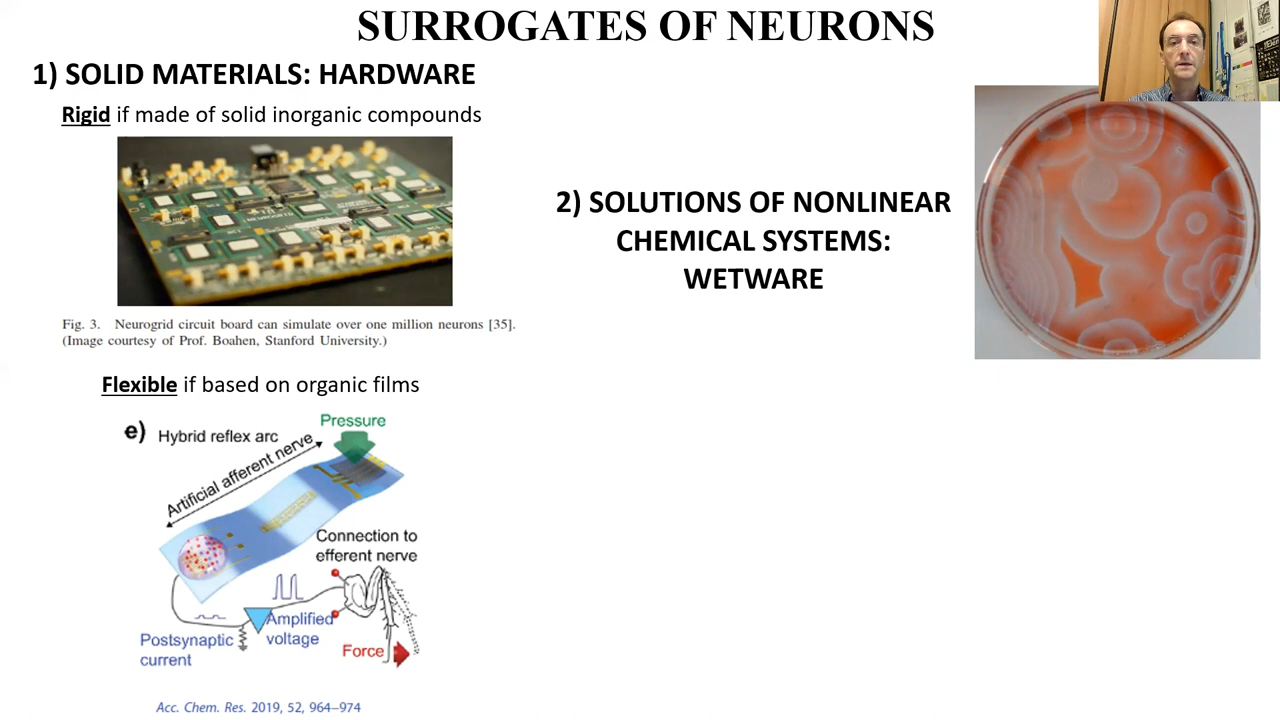 SURROGATES OF NEURONS
1) SOLID MATERIALS: HARDWARE
Rigid if made of solid inorganic compounds
Fig. 3. Neurogrid circuit board can simulate over one million neurons [35].
(Image courtesy of Prof. Boahen, Stanford University.)
Flexible if based on organic films
e) Hybrid reflex arc
Pressure
Artificial afferent nerve
Connection to
efferent nerve
Amplified
voltage
Postsynaptic
current
Force
Acc. Chem. Res. 2019, 52, 964–974
2) SOLUTIONS OF NONLINEAR
CHEMICAL SYSTEMS:
WETWARE